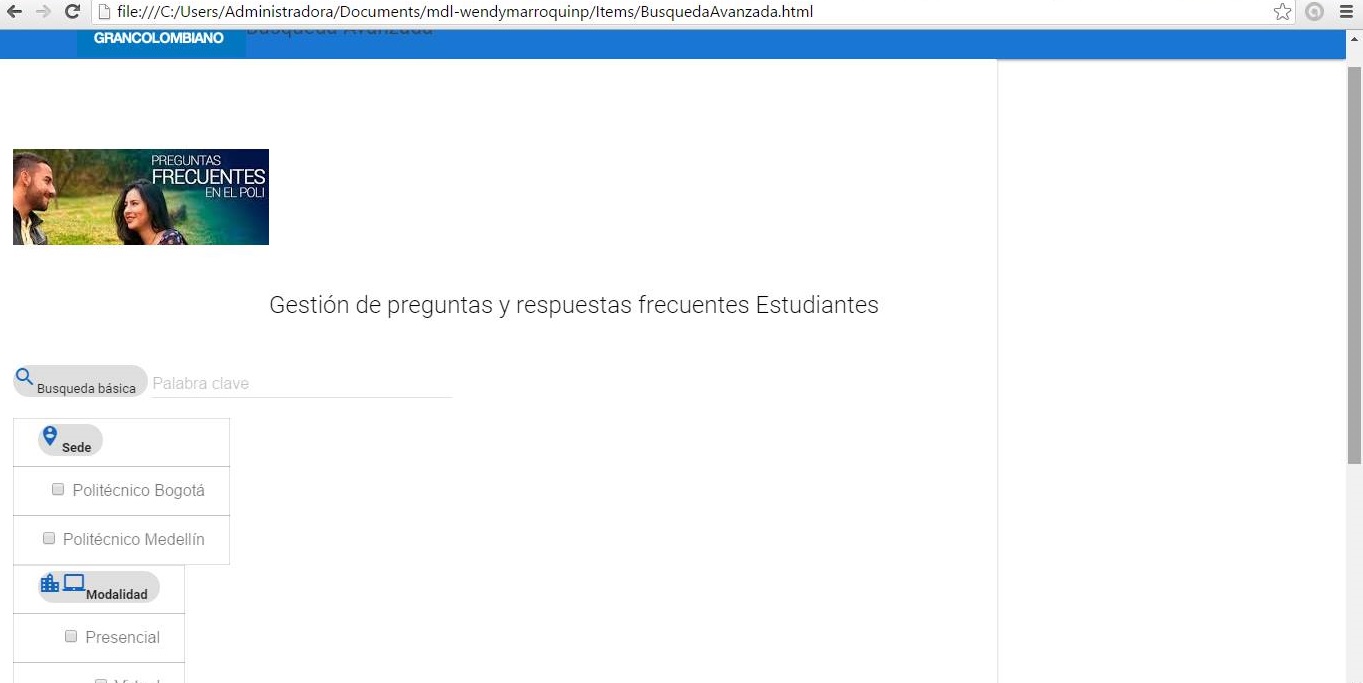 file:///C:/Users/Administradora/Documents/mdl-wendymarroquinp/Items/BusquedaAvanzada.html
GRANCOLOMBIANO Busqueda Avanzada
PREGUNTAS
FRECUENTES
EN EL POLI
Gestión de preguntas y respuestas frecuentes Estudiantes
Busqueda básica Palabra clave
Sede
Politécnico Bogotá
Politécnico Medellín
Modalidad
Presencial